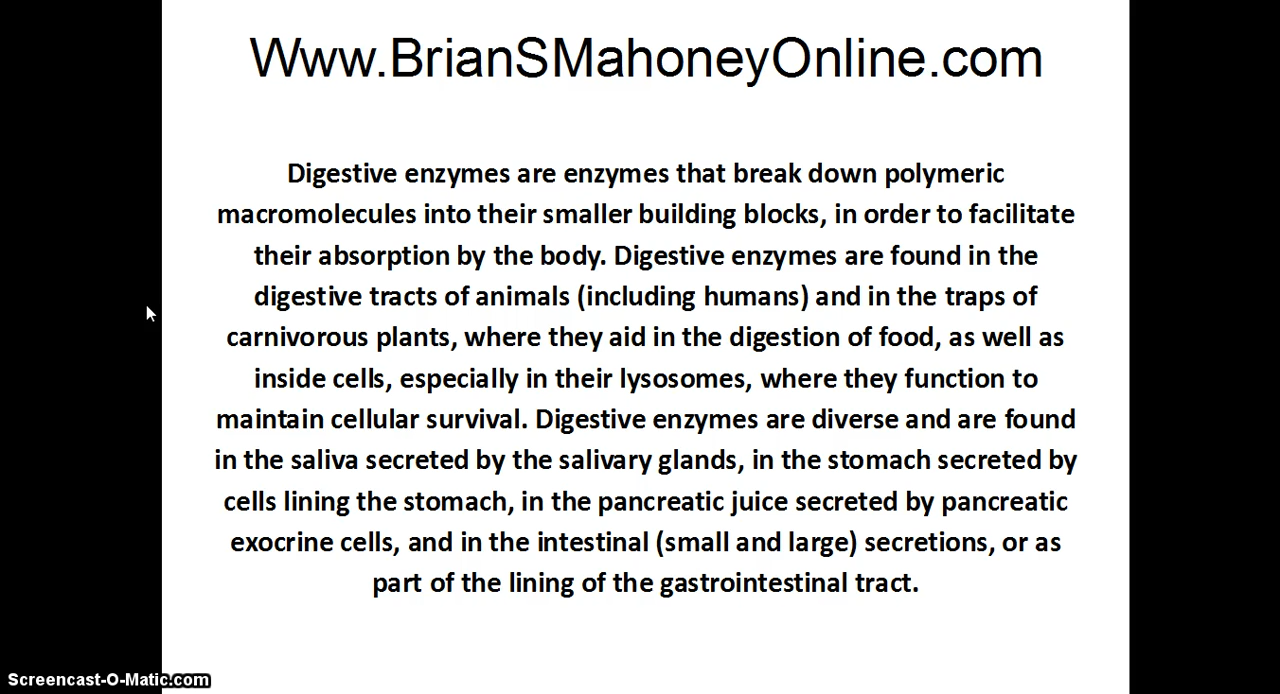 Www.BrianSMahoneyOnline.com
Digestive enzymes are enzymes that break down polymeric
macromolecules into their smaller building blocks, in order to facilitate
their absorption by the body. Digestive enzymes are found in the
digestive tracts of animals (including humans) and in the traps of
carnivorous plants, where they aid in the digestion of food, as well as
inside cells, especially in their lysosomes, where they function to
maintain cellular survival. Digestive enzymes are diverse and are found
in the saliva secreted by the salivary glands, in the stomach secreted by
cells lining the stomach, in the pancreatic juice secreted by pancreatic
exocrine cells, and in the intestinal (small and large) secretions, or as
part of the lining of the gastrointestinal tract.
Screencast-O-Matic.com